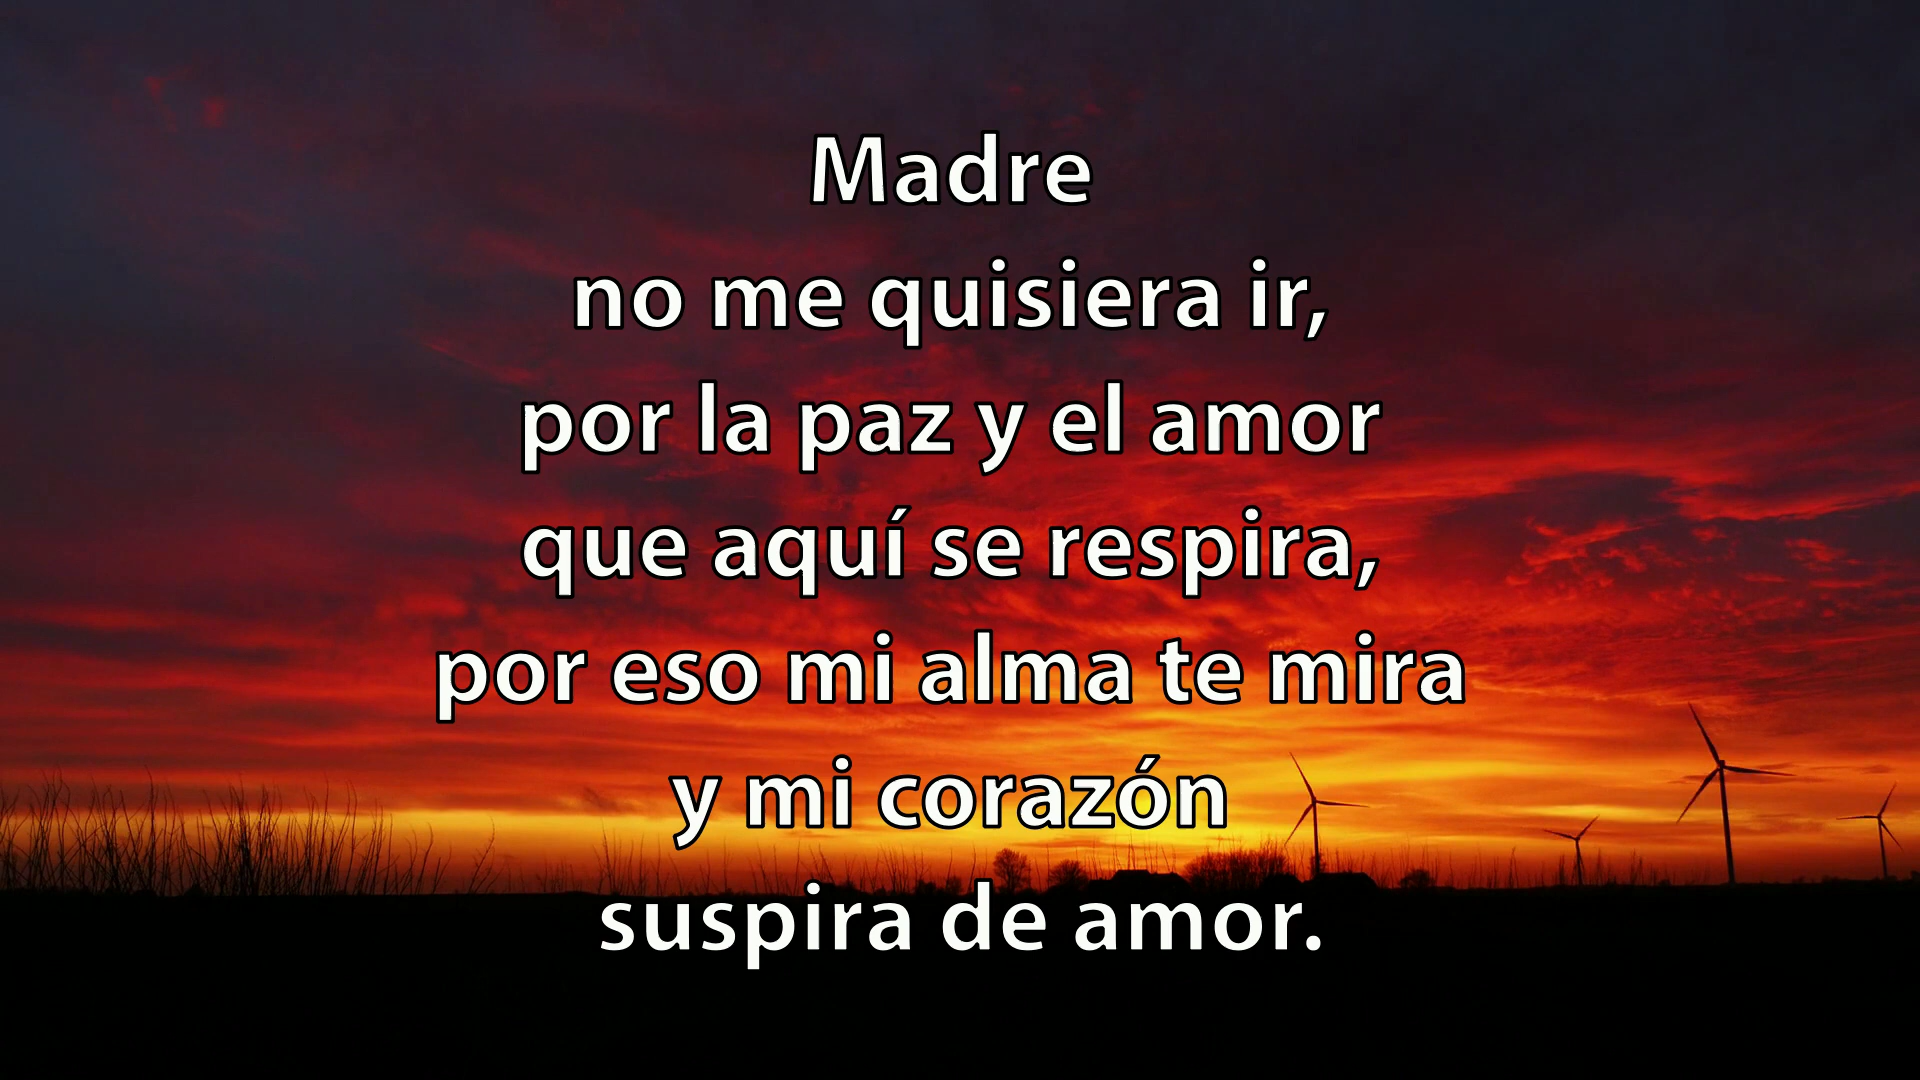 Madre
no me quisiera ir,
por la paz y el amor
que aquí se respira,
por eso mi alma te mira
y mi corazón
suspira de amor.